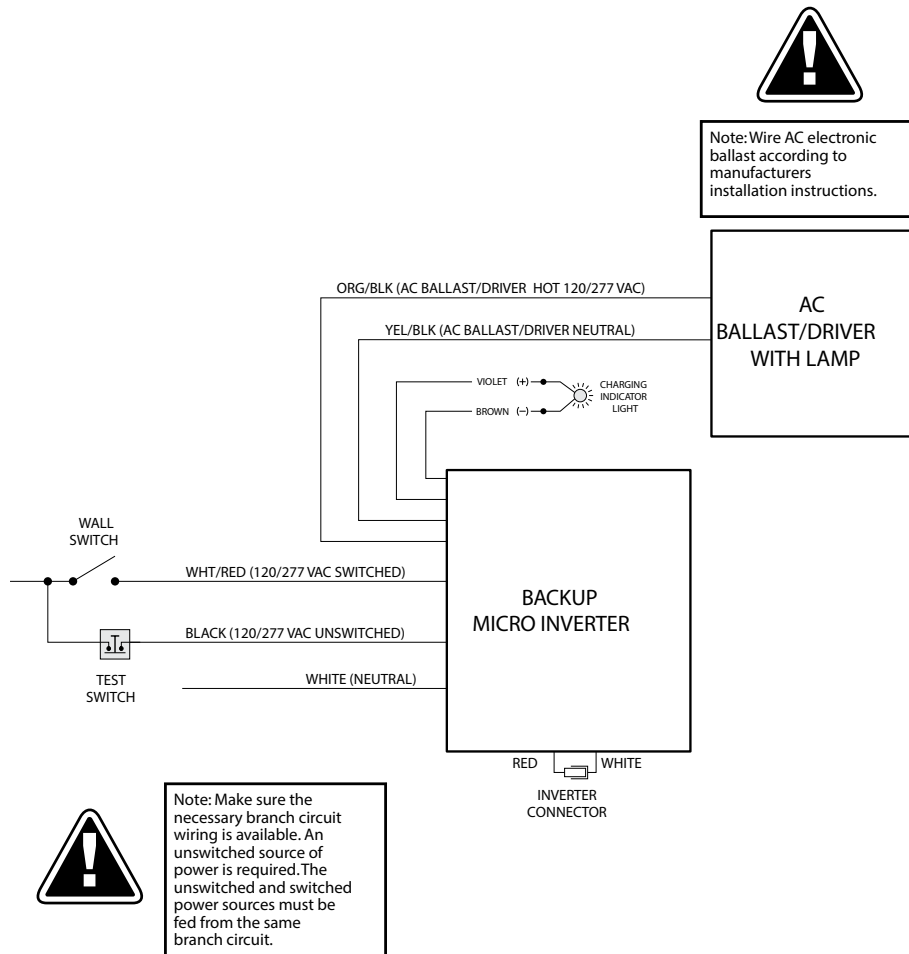 Note: Wire AC electronic
ballast according to
manufacturers
installation instructions.
ORG/BLK (AC BALLAST/DRIVER HOT 120/277 VAC)
YEL/BLK (AC BALLAST/DRIVER NEUTRAL)
AC
BALLAST/DRIVER
WITH LAMP
VIOLET (+)
BROWN (–)
CHARGING
INDICATOR
LIGHT
WALL
SWITCH
WHT/RED (120/277 VAC SWITCHED)
BLACK (120/277 VAC UNSWITCHED)
WHITE (NEUTRAL)
TEST
SWITCH
BACKUP
MICRO INVERTER
RED
WHITE
INVERTER
CONNECTOR
Note: Make sure the
necessary branch circuit
wiring is available. An
unswitched source of
power is required. The
unswitched and switched
power sources must be
fed from the same
branch circuit.